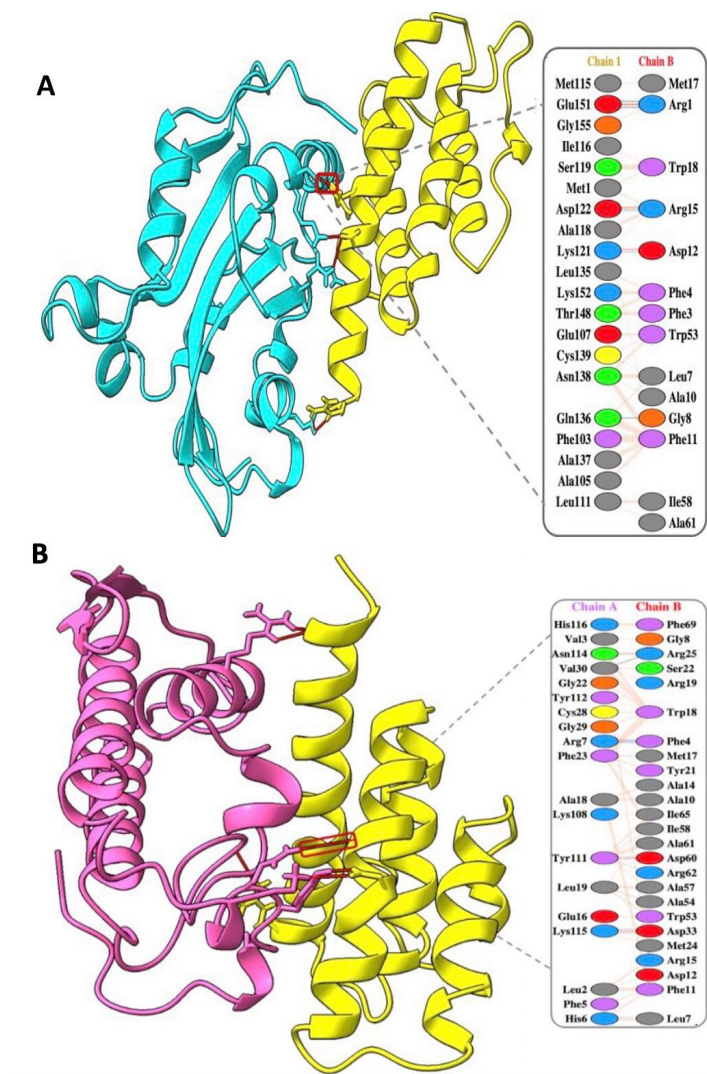 A
Chain 1 Chain B
Met115 Met17
Glu151 Arg1
Gly155
Ile116
Ser119 Trp18
Met1
Asp122 Arg15
Ala118
Lys121 Asp12
Leu135
Lys152 Phe4
Thr148 Phe3
Glu107 Trp53
Cys139
Asn138 Leu7
Ala10
Gln136 Gly8
Phe103 Phe11
Ala137
Ala105
Leu111 Ile58
Ala61
B
Chain A Chain B
His116 Phe69
Val3 Gly8
Asn114 Arg25
Val30 Ser22
Gly22 Arg19
Tyr112
Cys28 Trp18
Gly29
Arg7 Phe4
Phe23 Met17
Tyr21
Ala14
Ala18 Ala10
Lys108 Ile65
Ile58
Ala61
Tyr111 Asp60
Arg62
Leu19 Ala57
Ala54
Glu16 Trp53
Lys115 Asp33
Met24
Arg15
Asp12
Leu2 Phe11
Phe5
His6 Leu7